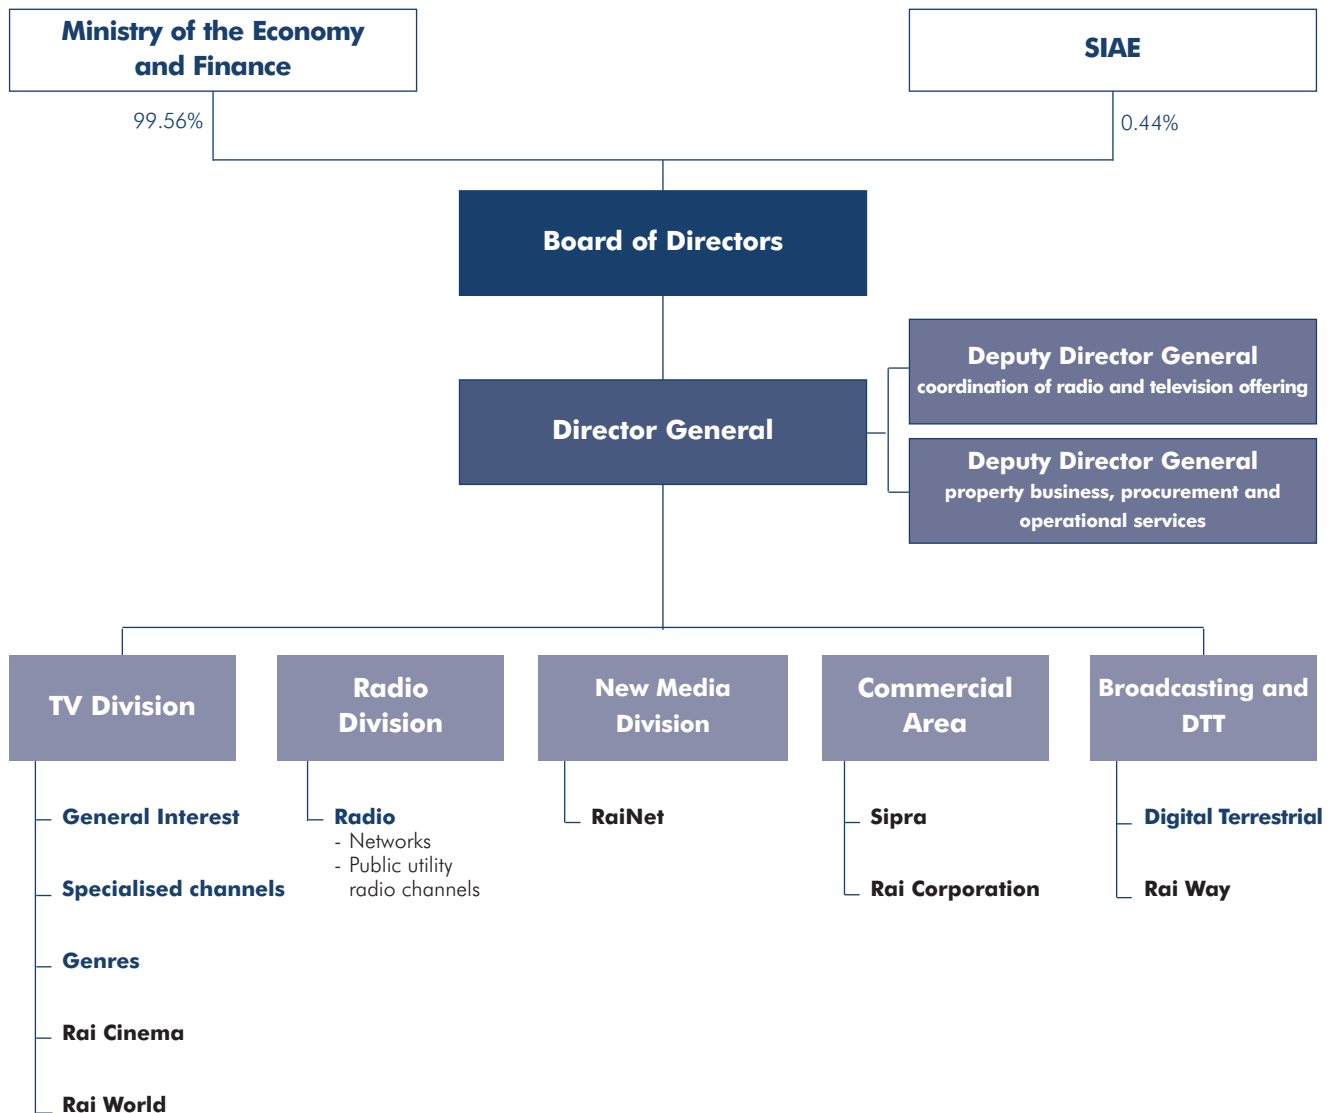 Ministry of the Economy
and Finance
SIAE
99.56%
0.44%
Board of Directors
Director General
Deputy Director General
coordination of radio and television offering
Deputy Director General
property business, procurement and
operational services
TV Division
Radio
Division
New Media
Division
Commercial
Area
Broadcasting and
DTT
General Interest
Specialised channels
Genres
Rai Cinema
Rai World
Radio
- Networks
- Public utility
radio channels
RaiNet
Sipra
Rai Corporation
Digital Terrestrial
Rai Way